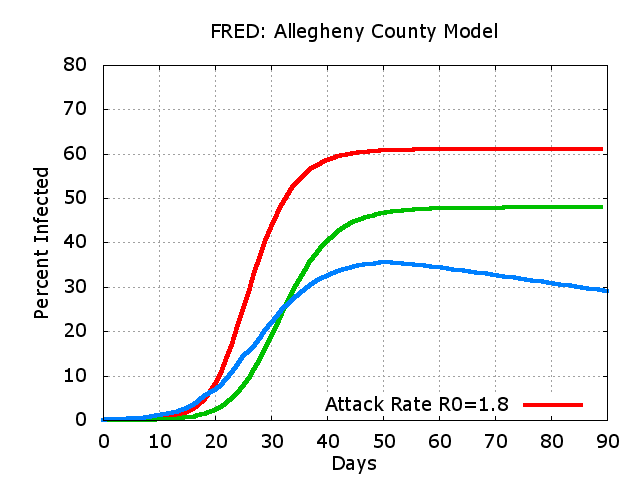 FRED: Allegheny County Model
Percent Infected
80
70
60
50
40
30
20
10
0
Attack Rate R0=1.8
0 10 20 30 40 50 60 70 80 90
Days